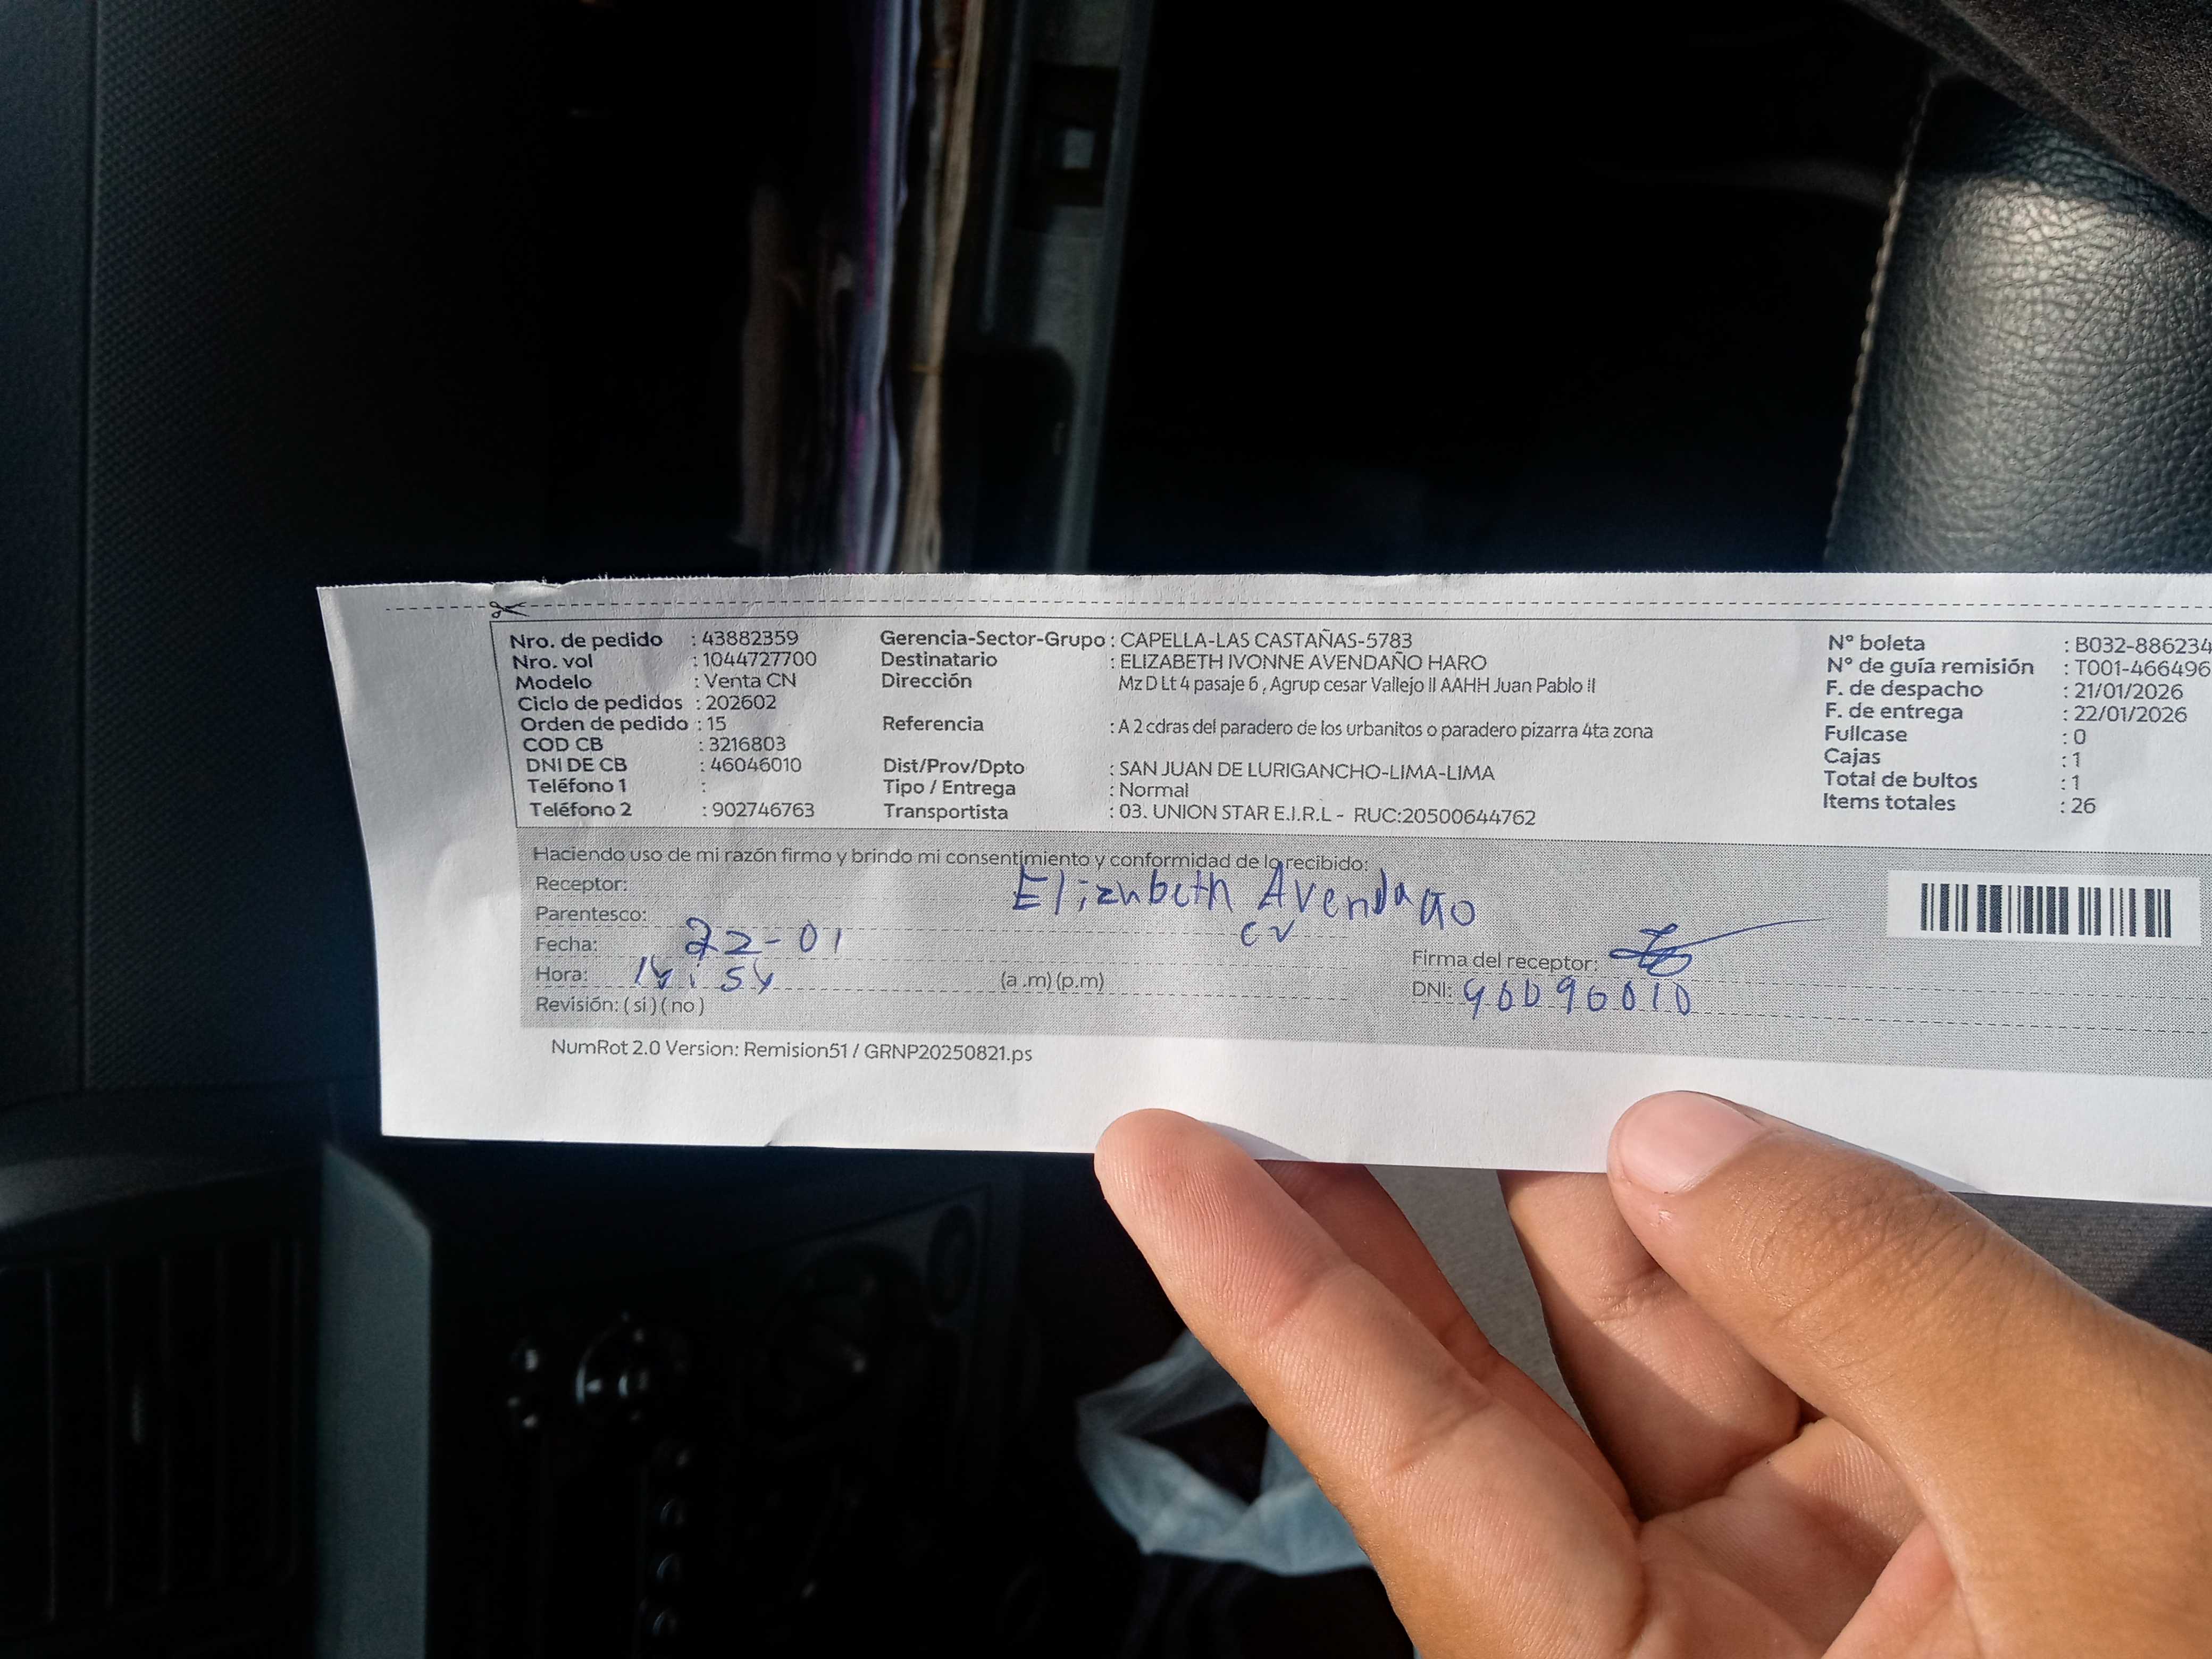 Nro. de pedido : 43882359 Gerencia-Sector-Grupo : CAPELLA-LAS CASTAÑAS-5783 N° boleta : B032-886234
Nro. vol : 1044727700 Destinatario : ELIZABETH IVONNE AVENDAÑO HARO N° de guía remisión : T001-466496
Modelo : Venta CN Dirección Mz D Lt 4 pasaje 6 , Agrup cesar Vallejo II AAHH Juan Pablo II F. de despacho : 21/01/2026
Ciclo de pedidos : 202602 F. de entrega : 22/01/2026
Orden de pedido : 15 Referencia : A 2 cdras del paradero de los urbanitos o paradero pizarra 4ta zona Fullcase : 0
COD CB : 3216803 Cajas : 1
DNI DE CB : 46046010 Dist/Prov/Dpto : SAN JUAN DE LURIGANCHO-LIMA-LIMA Total de bultos : 1
Teléfono 1 : Tipo / Entrega : Normal Items totales : 26
Teléfono 2 : 902746763 Transportista : 03. UNION STAR E.I.R.L - RUC:20500644762
Haciendo uso de mi razón firmo y brindo mi consentimiento y conformidad de lo recibido:
Receptor: Elizabeth Avendaño
Parentesco: CV
Fecha: 22-01
Firma del receptor:
Hora: (a .m) (p.m) DNI:
Revisión: ( si ) ( no )
NumRot 2.0 Version: Remision51 / GRNP20250821.ps